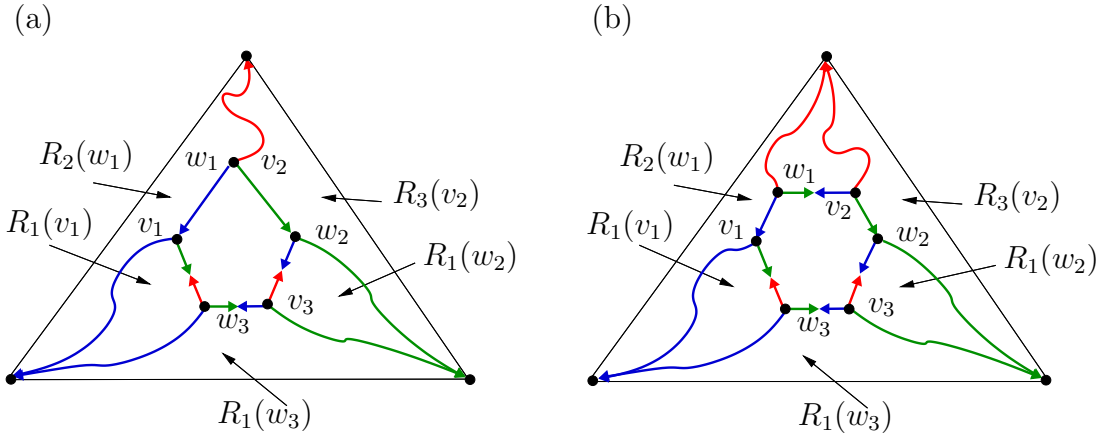 (a)
w₁ v₂
R₂(w₁)
R₃(v₂)
R₁(v₁)
v₁
w₂
R₁(w₂)
v₃
w₃
R₁(w₃)
(b)
R₂(w₁)
w₁
v₂
R₃(v₂)
R₁(v₁)
v₁
w₂
R₁(w₂)
v₃
w₃
R₁(w₃)